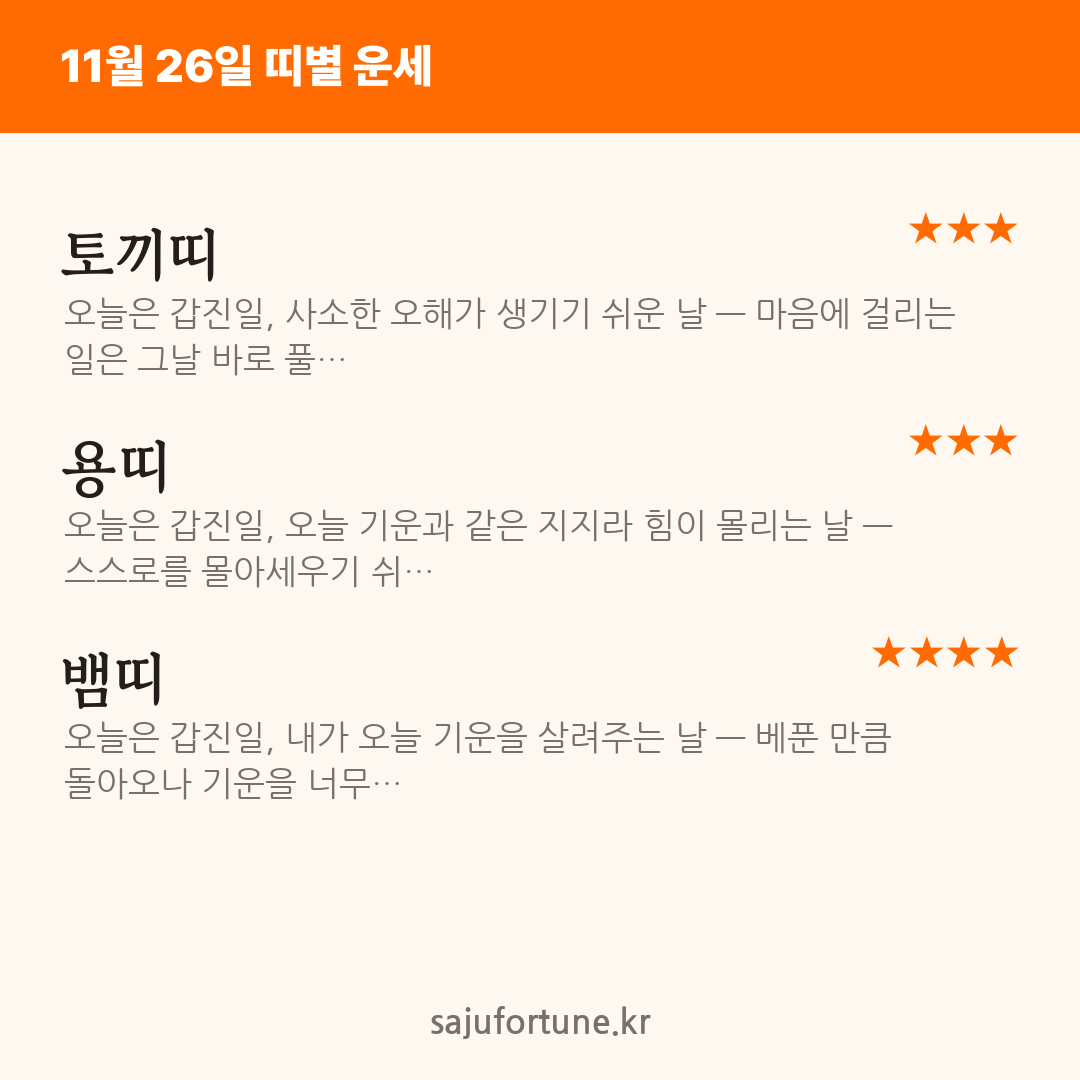 11월 26일 띠별 운세
토끼띠
★★★
오늘은 갑진일, 사소한 오해가 생기기 쉬운 날 — 마음에 걸리는
일은 그날 바로 풀…
용띠
★★★
오늘은 갑진일, 오늘 기운과 같은 지지라 힘이 몰리는 날 —
스스로를 몰아세우기 쉬…
뱀띠
★★★★
오늘은 갑진일, 내가 오늘 기운을 살려주는 날 — 베푼 만큼
돌아오나 기운을 너무…
sajufortune.kr